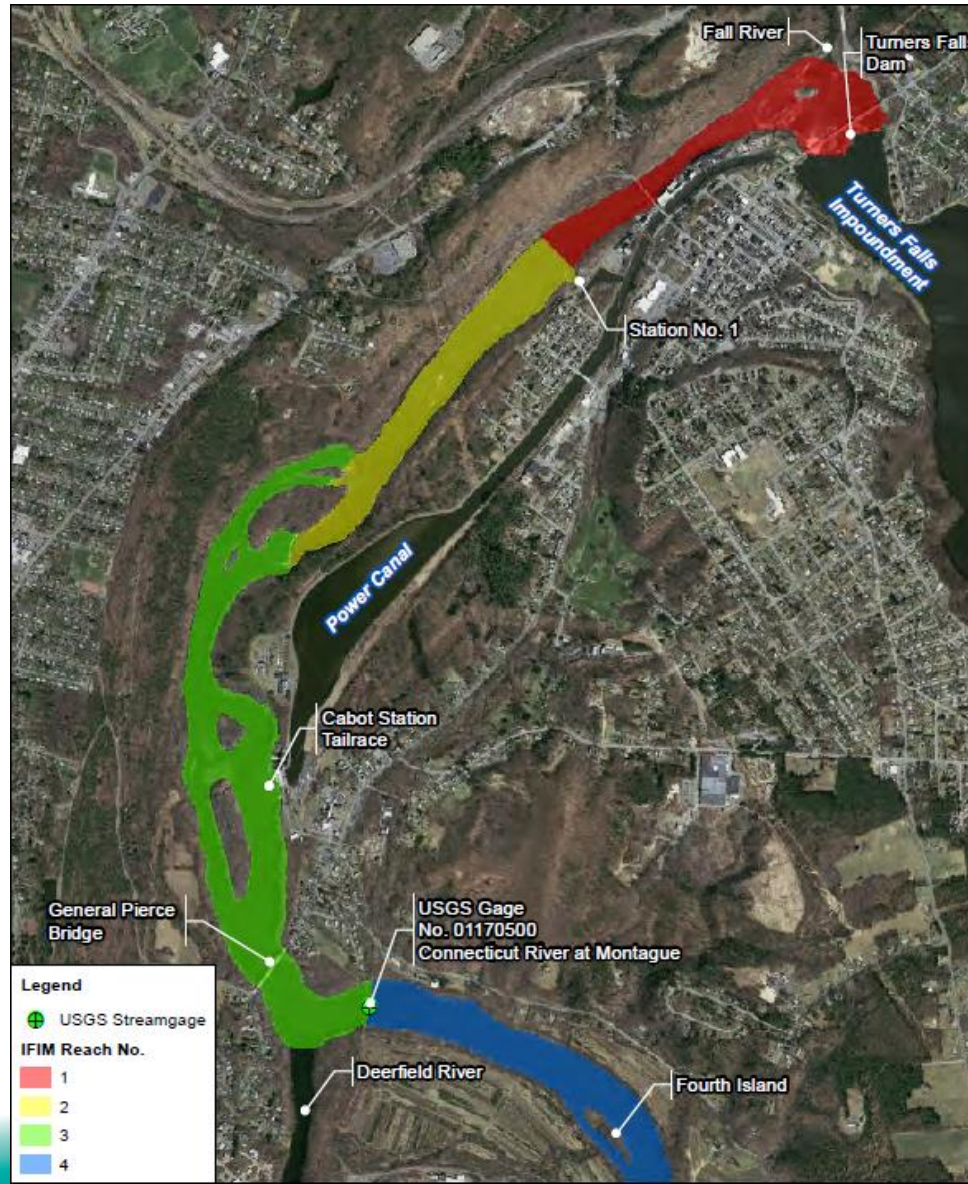 Fall River
Turners Falls
Dam
Turners Falls
Impoundment
Station No. 1
Power Canal
Cabot Station
Tailrace
General Pierce
Bridge
USGS Gage
No. 01170500
Connecticut River at Montague
Deerfield River
Fourth Island
Legend
USGS Streamgage
IFIM Reach No.
1
2
3
4